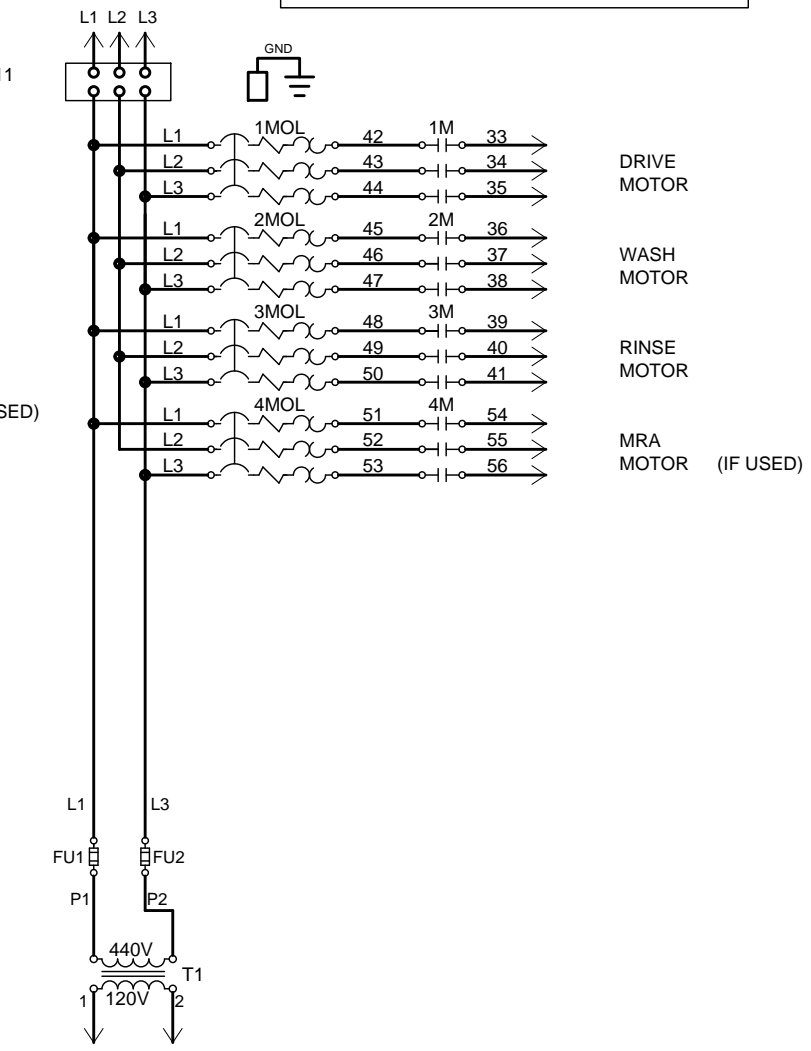 L1 L2 L3
11
GND
L1 1MOL 42 1M 33
L2 43 34
L3 44 35
DRIVE
MOTOR
L1 2MOL 45 2M 36
L2 46 37
L3 47 38
WASH
MOTOR
L1 3MOL 48 3M 39
L2 49 40
L3 50 41
RINSE
MOTOR
SED)
L1 4MOL 51 4M 54
L2 52 55
L3 53 56
MRA
MOTOR (IF USED)
L1 L3
FU1 FU2
P1 P2
440V
T1
1 120V 2